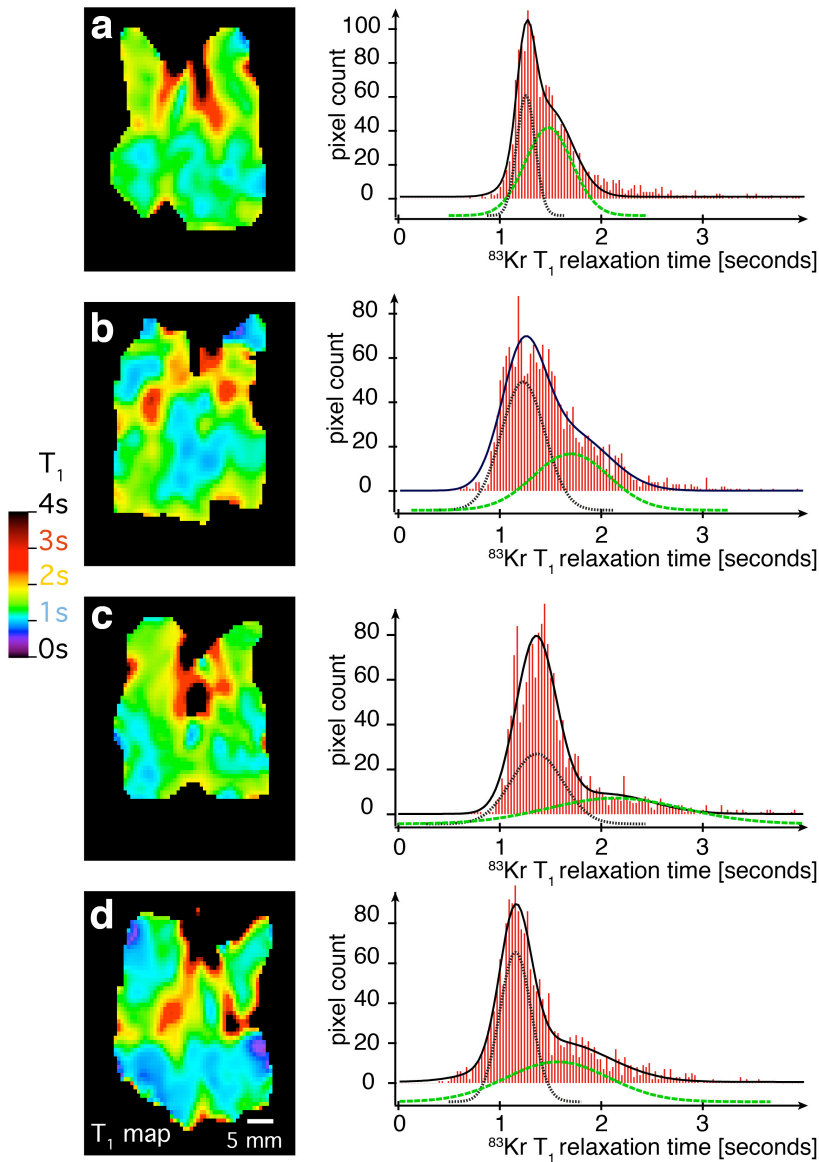 T1
4s
3s
2s
1s
0s
a
pixel count
100
80
60
40
20
0
0 1 2 3
⁸³Kr T₁ relaxation time [seconds]
b
pixel count
80
60
40
20
0
0 1 2 3
⁸³Kr T₁ relaxation time [seconds]
c
pixel count
80
60
40
20
0
0 1 2 3
⁸³Kr T₁ relaxation time [seconds]
d
T₁ map
5 mm
pixel count
80
60
40
20
0
0 1 2 3
⁸³Kr T₁ relaxation time [seconds]